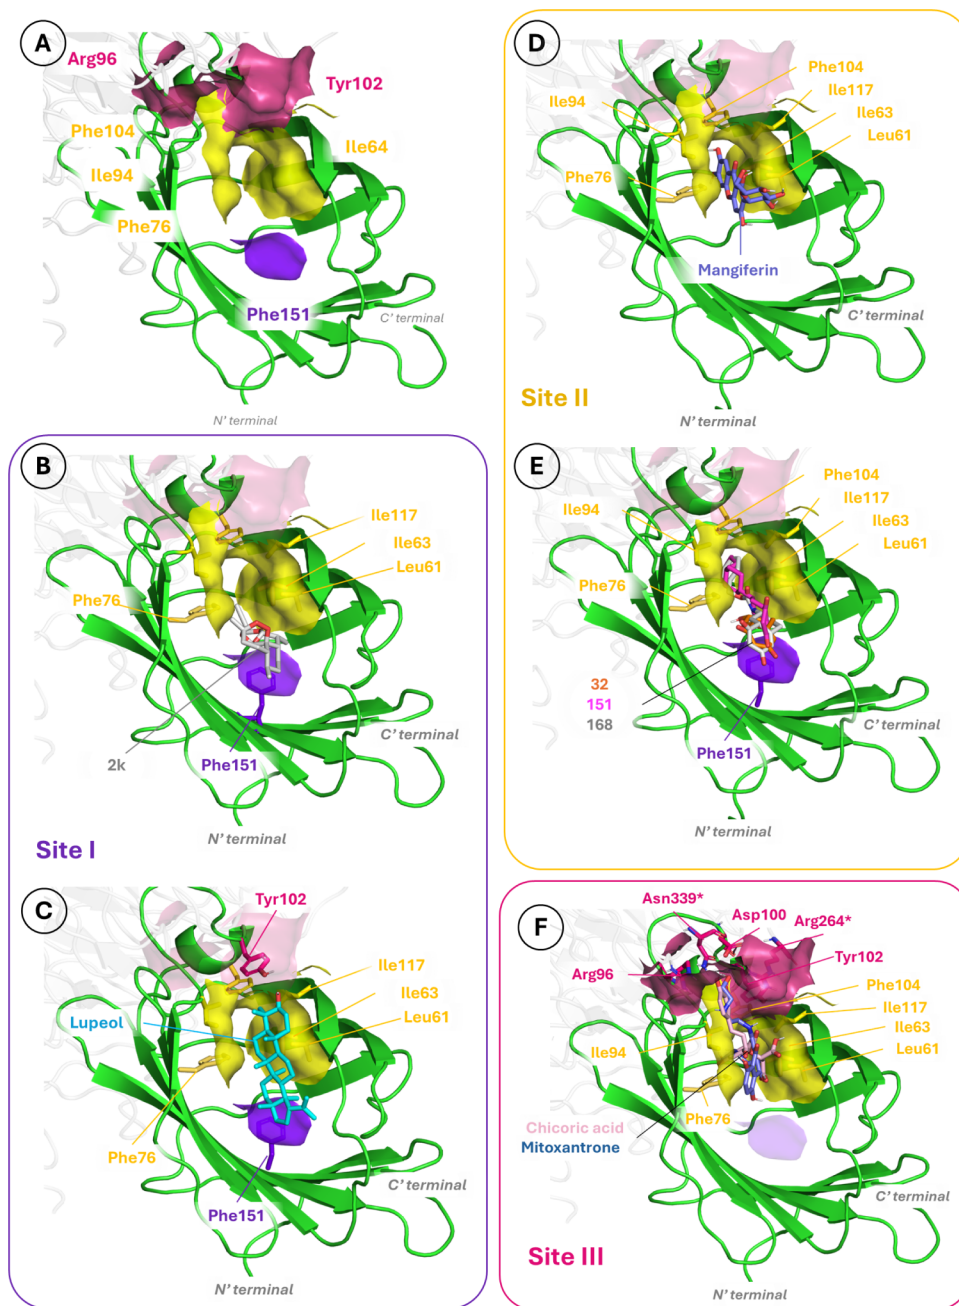 A
Arg96
Tyr102
Phe104
Ile64
Ile94
Phe76
Phe151
C' terminal
N' terminal
B
Ile117
Ile63
Leu61
Phe76
2k
Phe151
C' terminal
N' terminal
Site I
C
Tyr102
Ile117
Ile63
Lupeol
Leu61
Phe76
Phe151
C' terminal
N' terminal
D
Phe104
Ile117
Ile94
Ile63
Leu61
Phe76
Mangiferin
C' terminal
Site II
N' terminal
E
Phe104
Ile117
Ile94
Ile63
Leu61
Phe76
32
151
168
Phe151
C' terminal
N' terminal
F
Asn339*
Asp100
Arg264*
Arg96
Tyr102
Phe104
Ile117
Ile63
Ile94
Leu61
Phe76
Chicoric acid
Mitoxantrone
C' terminal
Site III
N' terminal